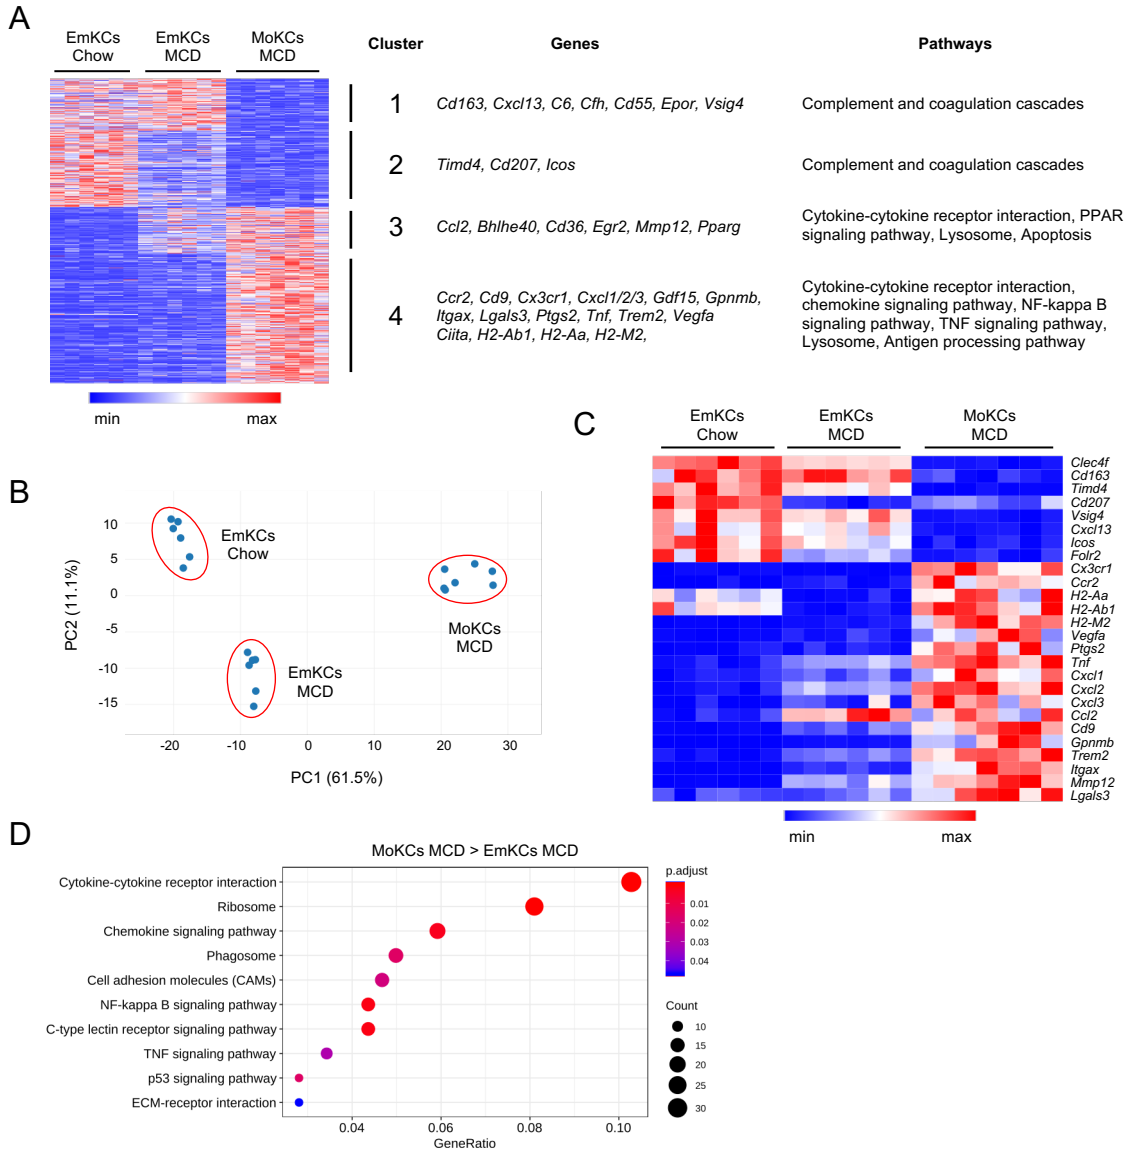 A
EmKCs
Chow
EmKCs
MCD
MoKCs
MCD
Cluster
Genes
Pathways
1
Cd163, Cxcl13, C6, Cfh, Cd55, Epor, Vsig4
Complement and coagulation cascades
2
Timd4, Cd207, Icos
Complement and coagulation cascades
3
Ccl2, Bhlhe40, Cd36, Egr2, Mmp12, Pparg
Cytokine-cytokine receptor interaction, PPAR
signaling pathway, Lysosome, Apoptosis
4
Ccr2, Cd9, Cx3cr1, Cxcl1/2/3, Gdf15, Gpnmb,
Itgax, Lgals3, Ptgs2, Tnf, Trem2, Vegfa
Ciita, H2-Ab1, H2-Aa, H2-M2,
Cytokine-cytokine receptor interaction,
chemokine signaling pathway, NF-kappa B
signaling pathway, TNF signaling pathway,
Lysosome, Antigen processing pathway
min
max
B
PC2 (11.1%)
10
5
0
-5
-10
-15
EmKCs
Chow
MoKCs
MCD
EmKCs
MCD
-20
-10
0
10
20
30
PC1 (61.5%)
C
EmKCs
Chow
EmKCs
MCD
MoKCs
MCD
Clec4f
Cd163
Timd4
Cd207
Vsig4
Cxcl13
Icos
Folr2
Cx3cr1
Ccr2
H2-Aa
H2-Ab1
H2-M2
Vegfa
Ptgs2
Tnf
Cxcl1
Cxcl2
Cxcl3
Ccl2
Cd9
Gpnmb
Trem2
Itgax
Mmp12
Lgals3
min
max
D
MoKCs MCD > EmKCs MCD
Cytokine-cytokine receptor interaction
Ribosome
Chemokine signaling pathway
Phagosome
Cell adhesion molecules (CAMs)
NF-kappa B signaling pathway
C-type lectin receptor signaling pathway
TNF signaling pathway
p53 signaling pathway
ECM-receptor interaction
0.04
0.06
0.08
0.10
GeneRatio
p.adjust
0.01
0.02
0.03
0.04
Count
10
15
20
25
30